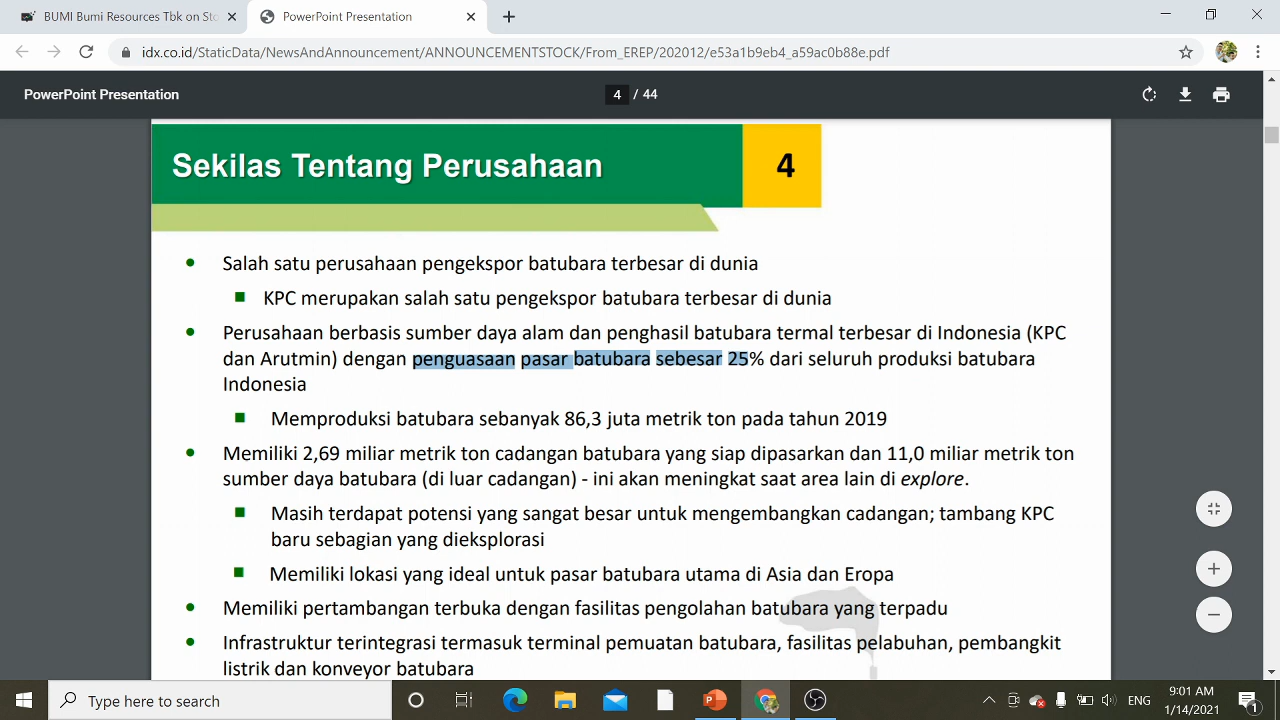 BUMI Bumi Resources Tbk on Sto
PowerPoint Presentation
idx.co.id/StaticData/NewsAndAnnouncement/ANNOUNCEMENTSTOCK/From_EREP/202012/e53a1b9eb4_a59ac0b88e.pdf
PowerPoint Presentation
4 / 44
Sekilas Tentang Perusahaan
4
Salah satu perusahaan pengekspor batubara terbesar di dunia
KPC merupakan salah satu pengekspor batubara terbesar di dunia
Perusahaan berbasis sumber daya alam dan penghasil batubara termal terbesar di Indonesia (KPC
dan Arutmin) dengan penguasaan pasar batubara sebesar 25% dari seluruh produksi batubara
Indonesia
Memproduksi batubara sebanyak 86,3 juta metrik ton pada tahun 2019
Memiliki 2,69 miliar metrik ton cadangan batubara yang siap dipasarkan dan 11,0 miliar metrik ton
sumber daya batubara (di luar cadangan) - ini akan meningkat saat area lain di explore.
Masih terdapat potensi yang sangat besar untuk mengembangkan cadangan; tambang KPC
baru sebagian yang dieksplorasi
Memiliki lokasi yang ideal untuk pasar batubara utama di Asia dan Eropa
Memiliki pertambangan terbuka dengan fasilitas pengolahan batubara yang terpadu
Infrastruktur terintegrasi termasuk terminal pemuatan batubara, fasilitas pelabuhan, pembangkit
listrik dan konveyor batubara
Type here to search
ENG
9:01 AM
1/14/2021
1